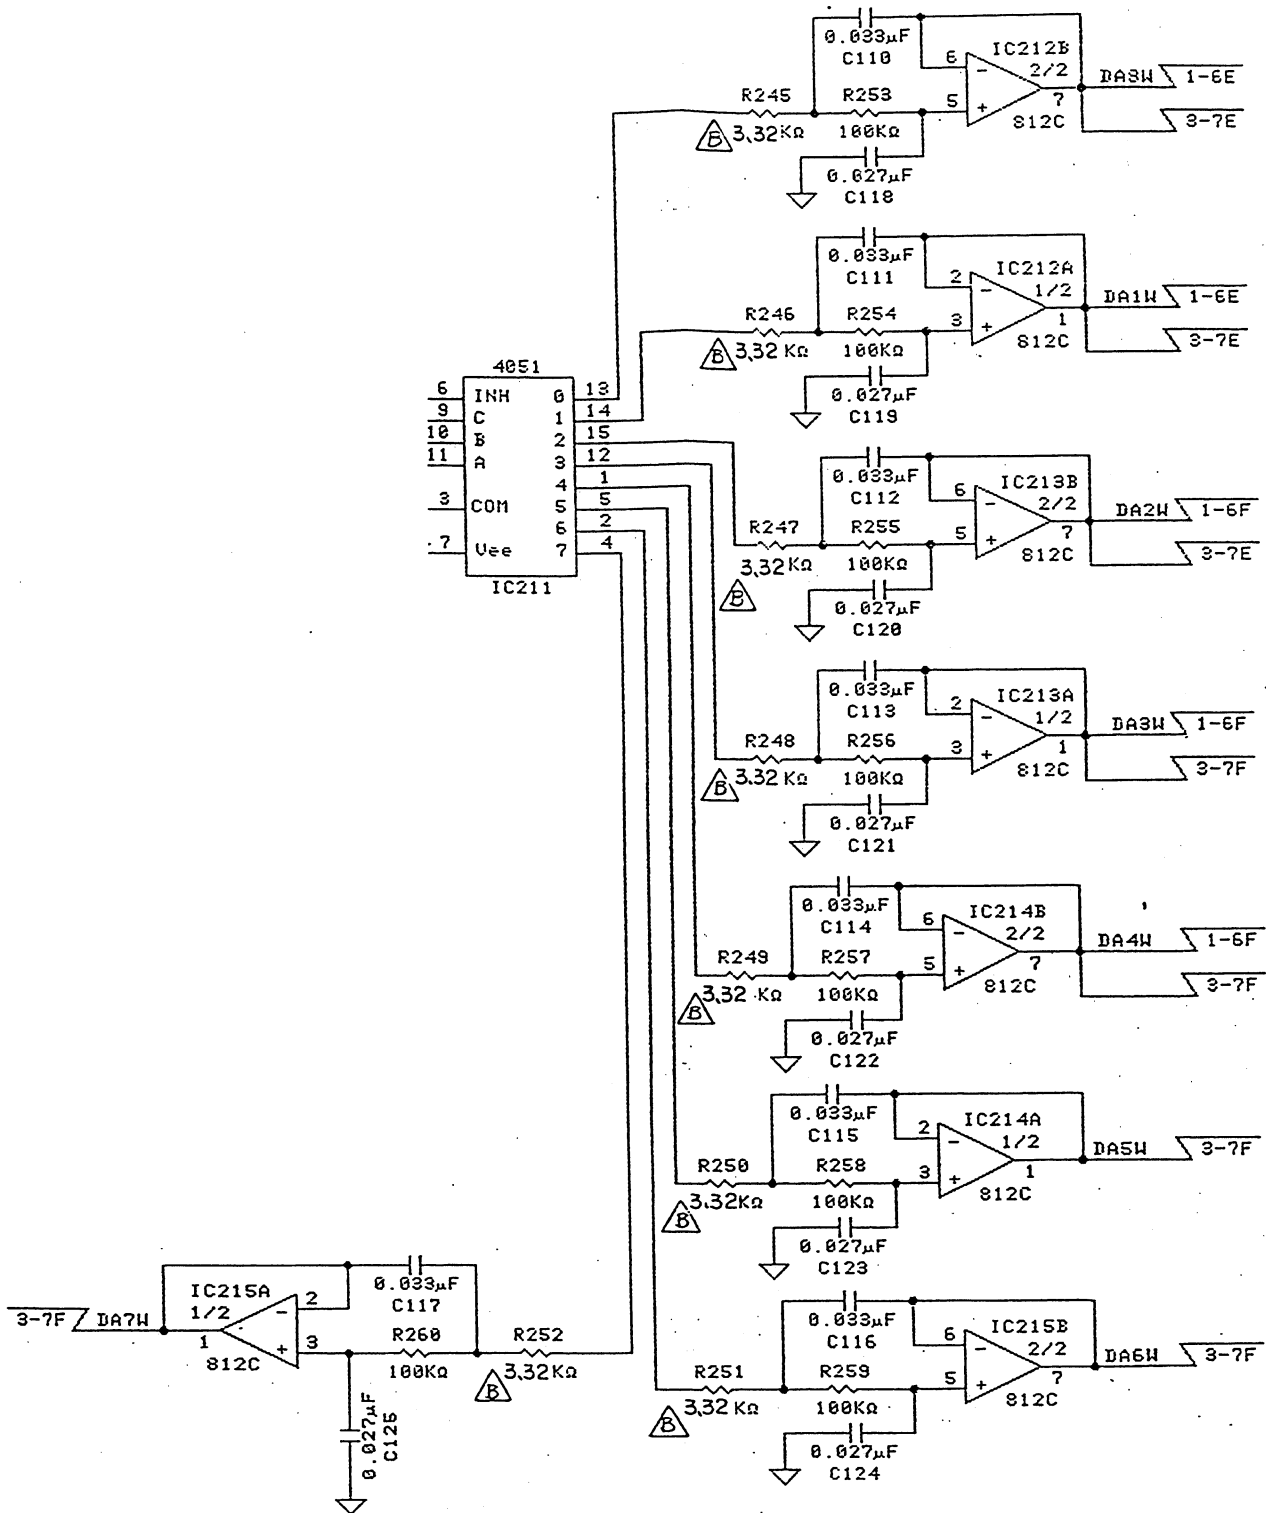 0.033µF
C110
IC212B
2/2
6
5
7
812C
DA3W
1-6E
3-7E
R245
3.32KΩ
B
R253
100KΩ
0.027µF
C118
0.033µF
C111
IC212A
1/2
2
3
1
812C
DA1W
1-6E
3-7E
R246
3.32 KΩ
B
R254
100KΩ
0.027µF
C119
4051
6 INH 0 13
9 C 1 14
10 B 2 15
11 A 3 12
4 1
3 COM 5 5
6 2
7 Vee 7 4
IC211
0.033µF
C112
IC213B
2/2
6
5
7
812C
DA2W
1-6F
3-7E
R247
3.32KΩ
B
R255
100KΩ
0.027µF
C120
0.033µF
C113
IC213A
1/2
2
3
1
812C
DA3W
1-6F
3-7F
R248
3.32 KΩ
B
R256
100KΩ
0.027µF
C121
0.033µF
C114
IC214B
2/2
6
5
7
812C
DA4W
1-6F
3-7F
R249
3.32 KΩ
B
R257
100KΩ
0.027µF
C122
0.033µF
C115
IC214A
1/2
2
3
1
812C
DA5W
3-7F
R250
3.32KΩ
B
R258
100KΩ
0.027µF
C123
3-7F
DA7W
IC215A
1/2
2
3
1
812C
0.033µF
C117
R260
100KΩ
R252
3.32KΩ
B
0.027µF
C125
0.033µF
C116
IC215B
2/2
6
5
7
812C
DA6W
3-7F
R251
3.32 KΩ
B
R259
100KΩ
0.027µF
C124